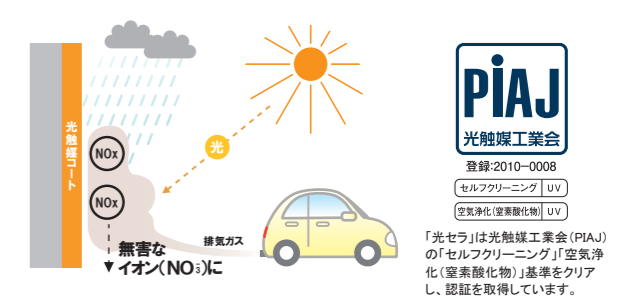 光触媒コート
NOx
NOx
光
排気ガス
無害な
イオン(NO₃⁻)に
PiAJ
光触媒工業会
登録:2010-0008
セルフクリーニング UV
空気浄化(窒素酸化物) UV
「光セラ」は光触媒工業会(PIAJ)
の「セルフクリーニング」「空気浄
化(窒素酸化物)」基準をクリア
し、認証を取得しています。